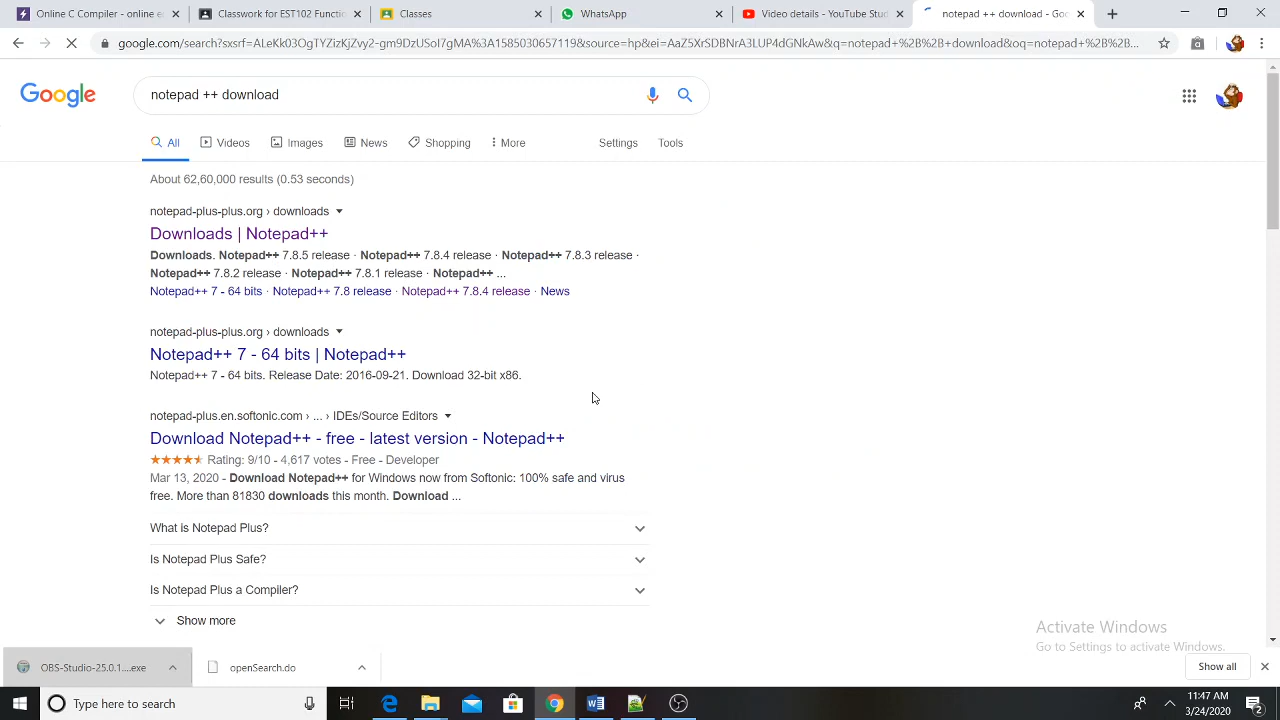 Online C Compiler - online e
Classwork for EST102 Functional
Classes
WhatsApp
Video details - YouTube Stud
notepad ++ download - Goo
google.com/search?sxsrf=ALeKk03OgTYZizKjZvy2-gm9DzUSoI7gMA%3A1585030657119&source=hp&ei=AaZ5XrSDBNrA3LUP4dGNkAw&q=notepad+%2B%2B+download&oq=notepad+%2B%2B...
Google
notepad ++ download
All Videos Images News Shopping More Settings Tools
About 62,60,000 results (0.53 seconds)
notepad-plus-plus.org › downloads
Downloads | Notepad++
Downloads. Notepad++ 7.8.5 release · Notepad++ 7.8.4 release · Notepad++ 7.8.3 release ·
Notepad++ 7.8.2 release · Notepad++ 7.8.1 release · Notepad++ ...
Notepad++ 7 - 64 bits · Notepad++ 7.8 release · Notepad++ 7.8.4 release · News
notepad-plus-plus.org › downloads
Notepad++ 7 - 64 bits | Notepad++
Notepad++ 7 - 64 bits. Release Date: 2016-09-21. Download 32-bit x86.
notepad-plus.en.softonic.com › ... › IDEs/Source Editors
Download Notepad++ - free - latest version - Notepad++
Rating: 9/10 - 4,617 votes - Free - Developer
Mar 13, 2020 - Download Notepad++ for Windows now from Softonic: 100% safe and virus
free. More than 81830 downloads this month. Download ...
What is Notepad Plus?
Is Notepad Plus Safe?
Is Notepad Plus a Compiler?
Show more
Activate Windows
Go to Settings to activate Windows.
OBS-Studio-25.0.1....exe
openSearch.do
Show all
Type here to search
11:47 AM
3/24/2020
2